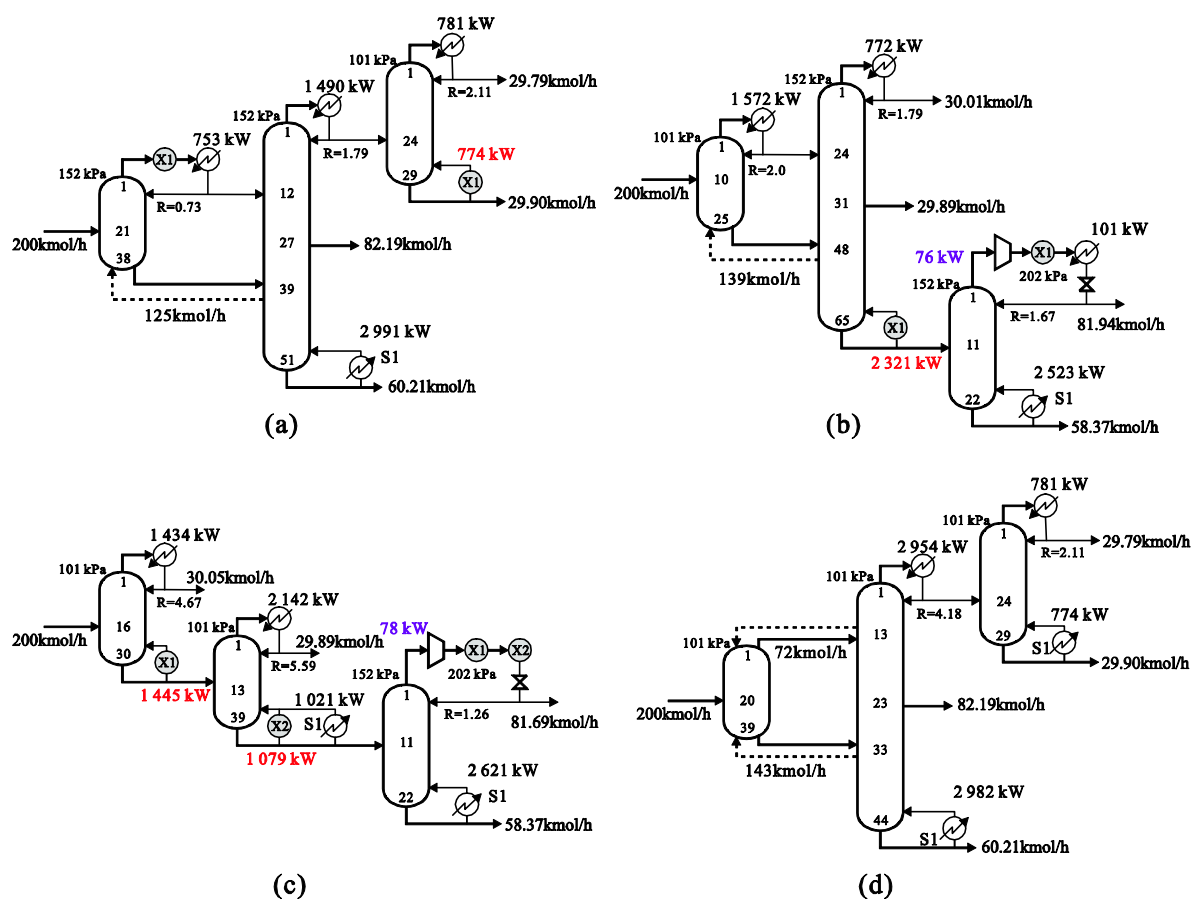 781 kW
101 kPa
1
29.79kmol/h
R=2.11
24
774 kW
29
X1
29.90kmol/h
1 490 kW
152 kPa
1
R=1.79
12
27
82.19kmol/h
39
51
2 991 kW
S1
60.21kmol/h
753 kW
X1
152 kPa
1
R=0.73
200kmol/h
21
38
125kmol/h
(a)
772 kW
152 kPa
1
30.01kmol/h
R=1.79
1 572 kW
101 kPa
1
24
R=2.0
200kmol/h
10
31
29.89kmol/h
25
48
139kmol/h
65
X1
2 321 kW
76 kW
101 kW
X1
202 kPa
152 kPa
1
R=1.67
81.94kmol/h
11
2 523 kW
22
S1
58.37kmol/h
(b)
1 434 kW
101 kPa
1
30.05kmol/h
R=4.67
200kmol/h
16
30
X1
1 445 kW
2 142 kW
101 kPa
1
29.89kmol/h
R=5.59
13
1 021 kW
39
X2
S1
1 079 kW
78 kW
X1
X2
202 kPa
152 kPa
1
R=1.26
81.69kmol/h
11
2 621 kW
22
S1
58.37kmol/h
(c)
781 kW
101 kPa
1
29.79kmol/h
R=2.11
24
774 kW
29
S1
29.90kmol/h
2 954 kW
101 kPa
1
R=4.18
13
101 kPa
1
72kmol/h
200kmol/h
20
23
82.19kmol/h
39
33
143kmol/h
2 982 kW
44
S1
60.21kmol/h
(d)